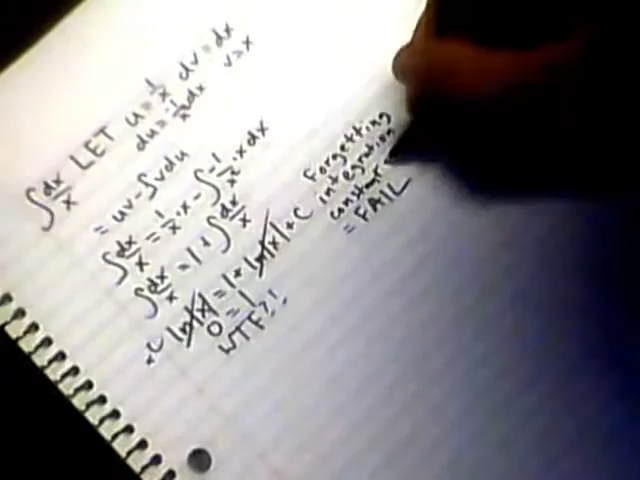 ∫dx/x LET u = 1/x dv = dx
du = -1/x² dx v = x
= uv - ∫vdu
∫dx/x = 1/x · x - ∫-1/x² · x dx
∫dx/x = 1 + ∫dx/x
ln|x| = 1 + ln|x| + C
0 = 1
WTF?!
Forgetting
integration
constant
= FAIL